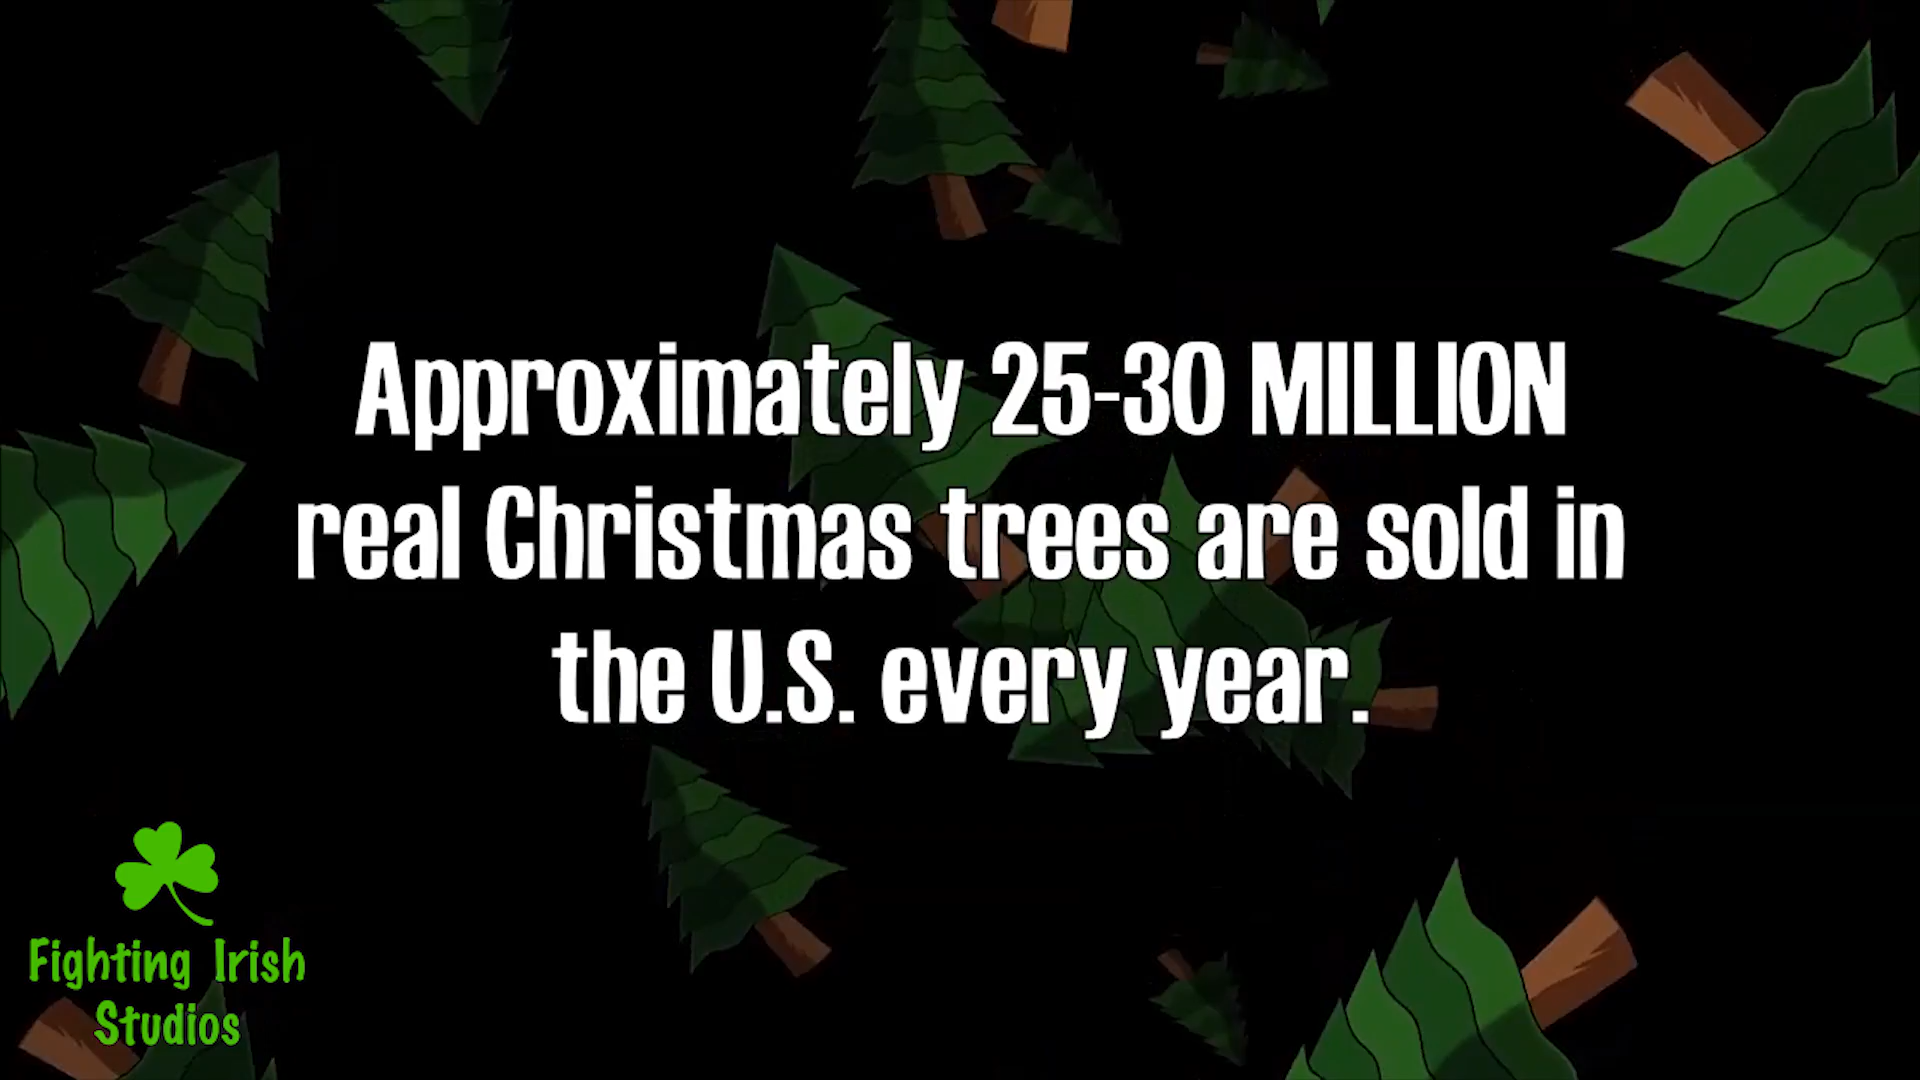 Approximately 25-30 MILLION
real Christmas trees are sold in
the U.S. every year.
Fighting Irish
Studios